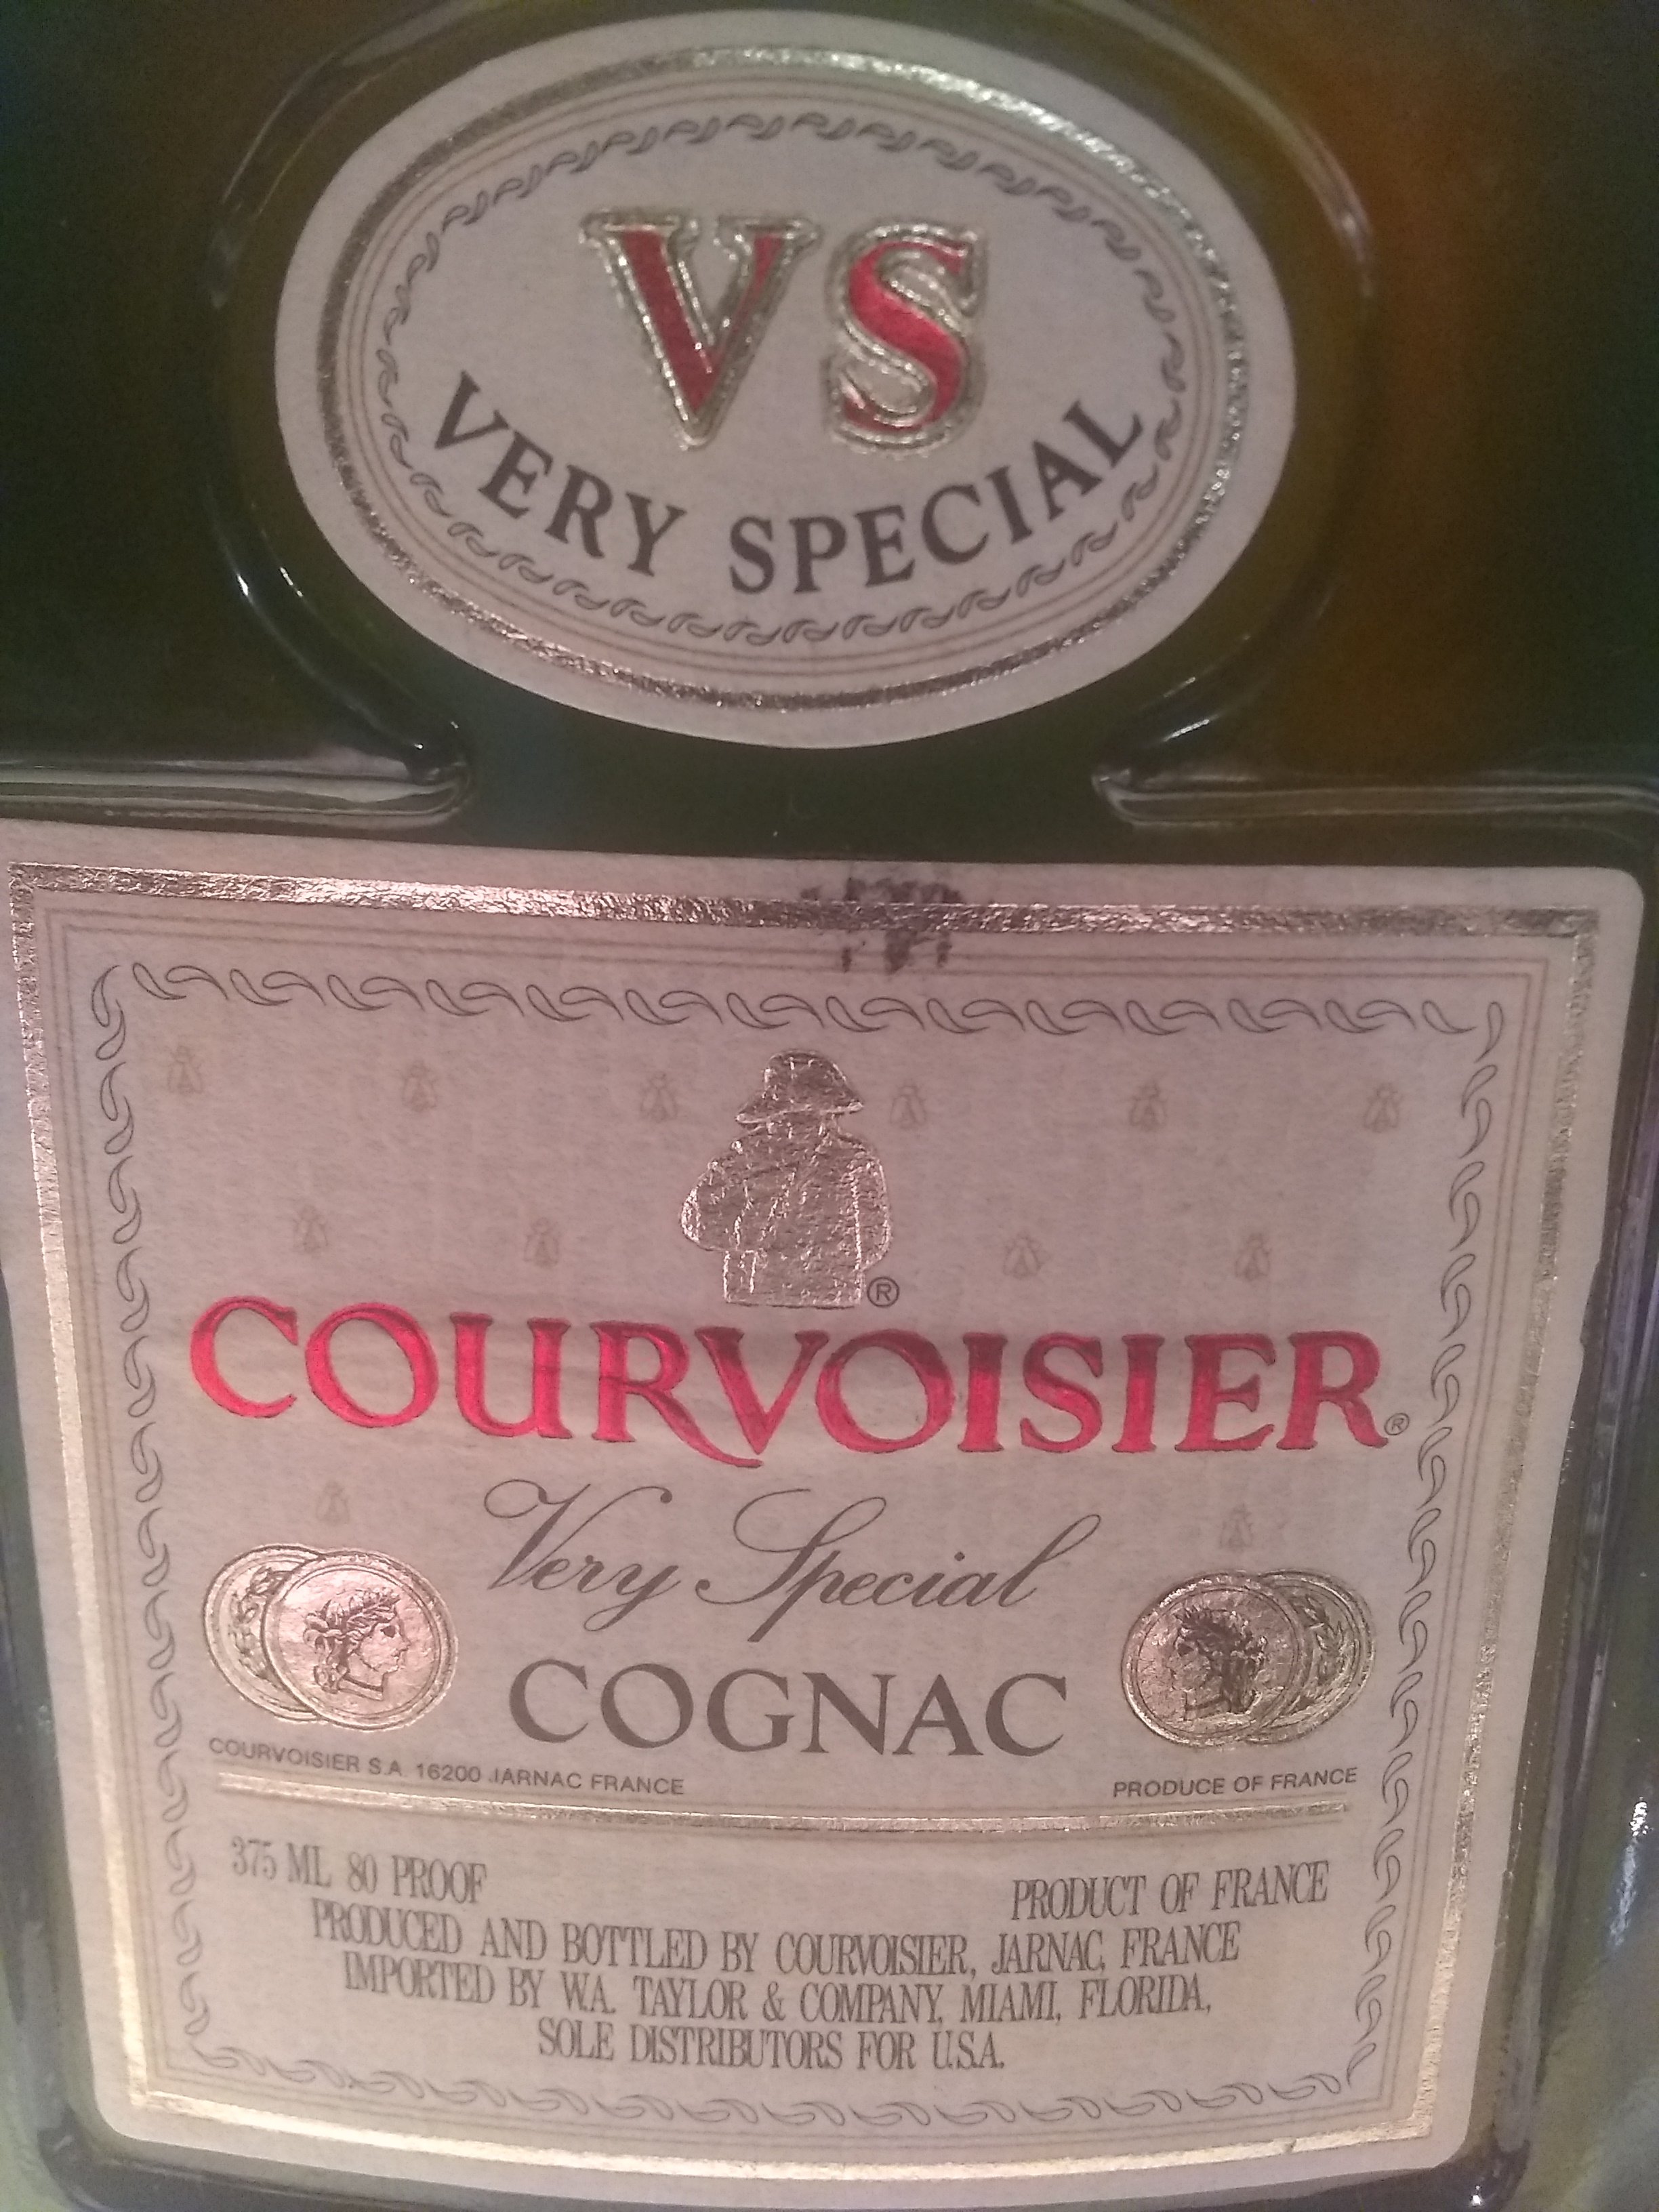 VS
VERY SPECIAL
®
COURVOISIER®
Very Special
COGNAC
COURVOISIER S.A. 16200 JARNAC FRANCE
PRODUCE OF FRANCE
375 ML 80 PROOF
PRODUCT OF FRANCE
PRODUCED AND BOTTLED BY COURVOISIER, JARNAC, FRANCE
IMPORTED BY W.A. TAYLOR & COMPANY, MIAMI, FLORIDA,
SOLE DISTRIBUTORS FOR U.S.A.